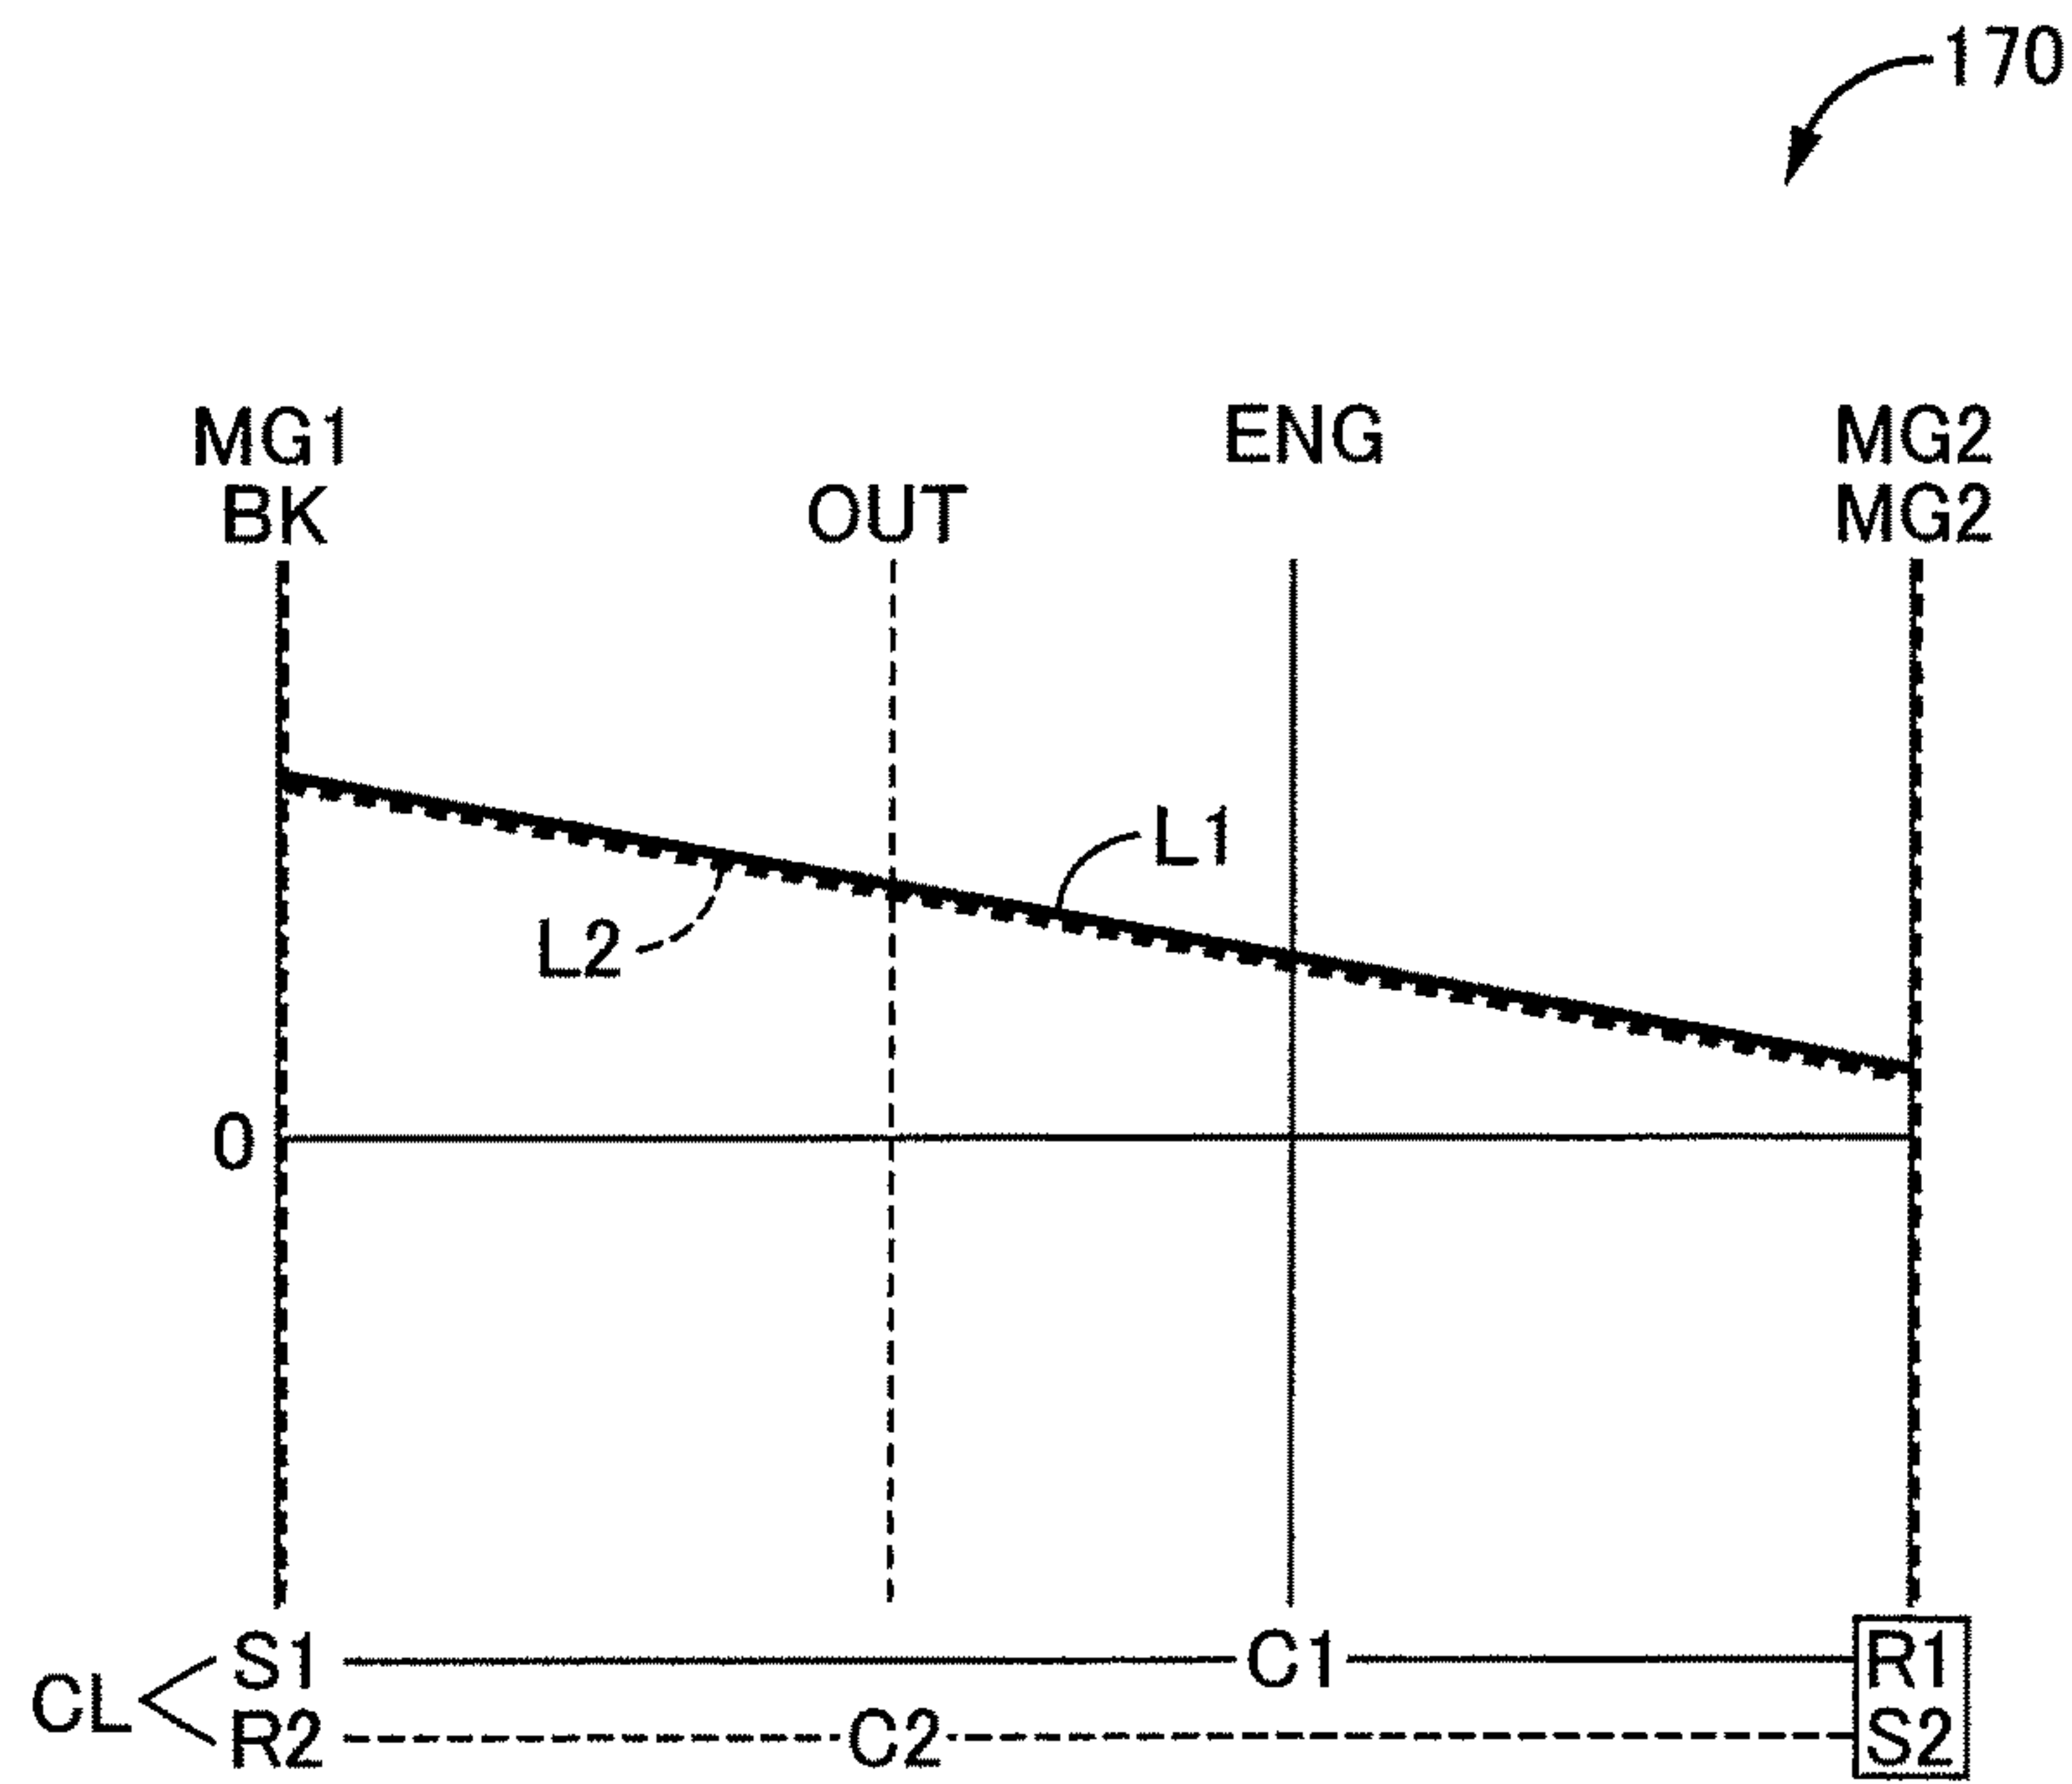 170
MG1 ENG MG2
BK OUT MG2
L1
L2
0
S1 C1 R1
CL
R2 C2 S2